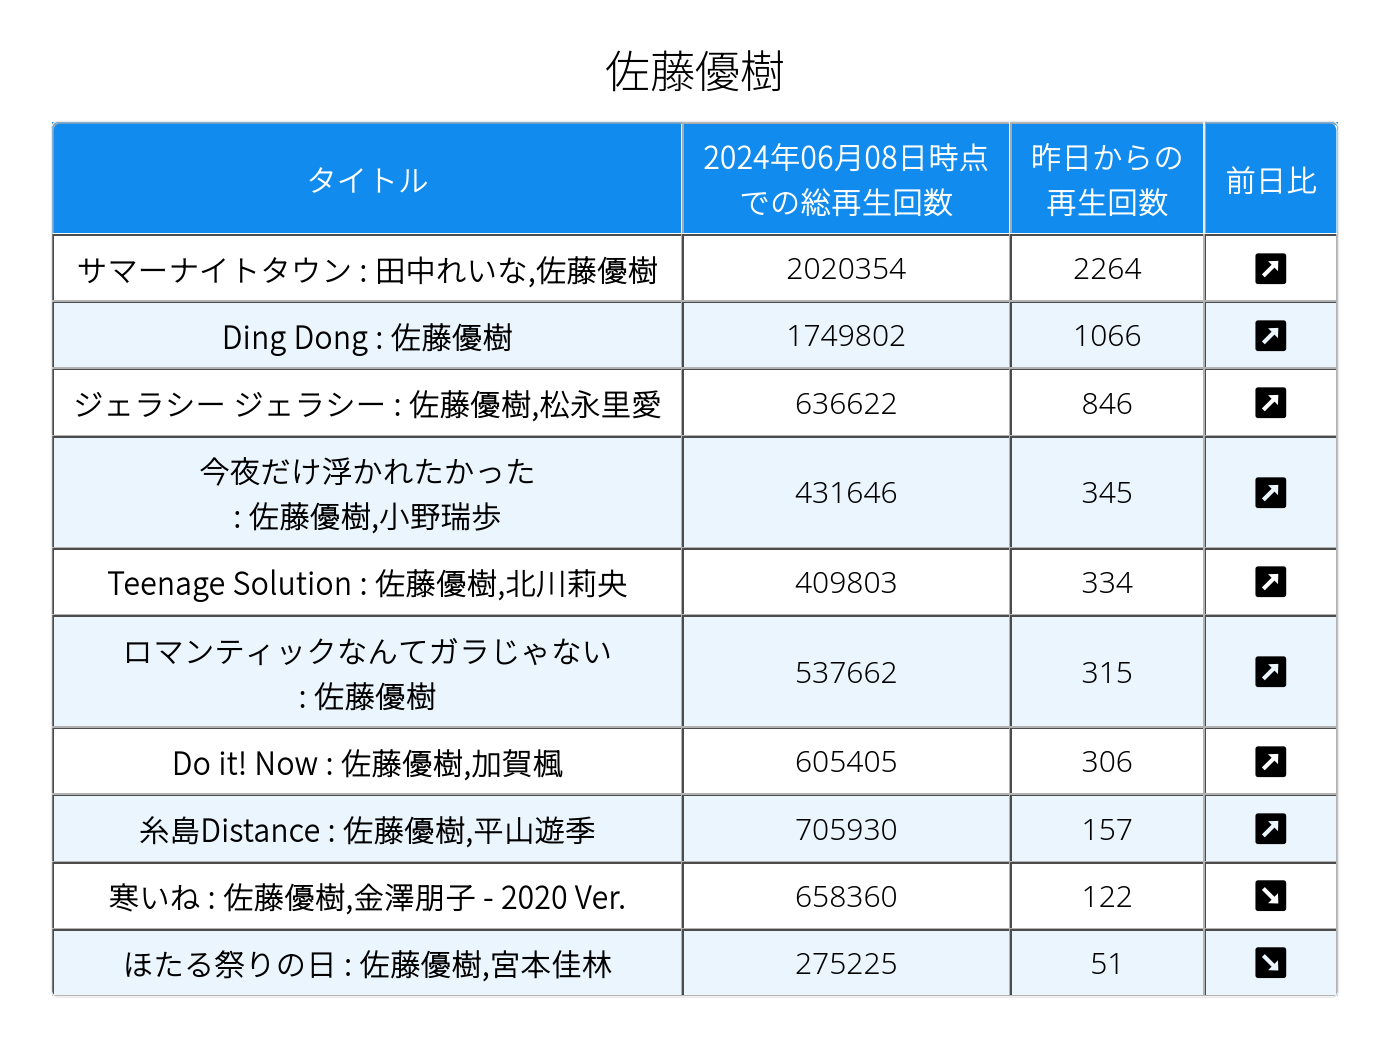 佐藤優樹
タイトル
2024年06月08日時点
での総再生回数
昨日からの
再生回数
前日比
サマーナイトタウン : 田中れいな,佐藤優樹 2020354 2264
Ding Dong : 佐藤優樹 1749802 1066
ジェラシー ジェラシー : 佐藤優樹,松永里愛 636622 846
今夜だけ浮かれたかった
: 佐藤優樹,小野瑞歩 431646 345
Teenage Solution : 佐藤優樹,北川莉央 409803 334
ロマンティックなんてガラじゃない
: 佐藤優樹 537662 315
Do it! Now : 佐藤優樹,加賀楓 605405 306
糸島Distance : 佐藤優樹,平山遊季 705930 157
寒いね : 佐藤優樹,金澤朋子 - 2020 Ver. 658360 122
ほたる祭りの日 : 佐藤優樹,宮本佳林 275225 51